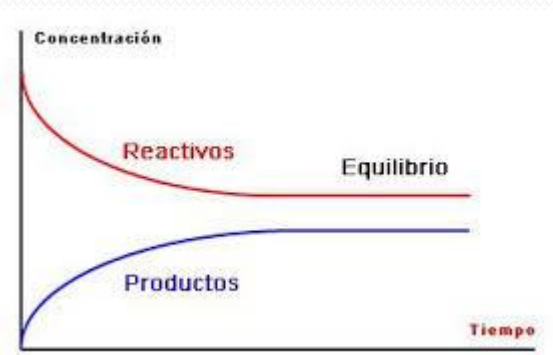 Concentración
Reactivos
Equilibrio
Productos
Tiempo